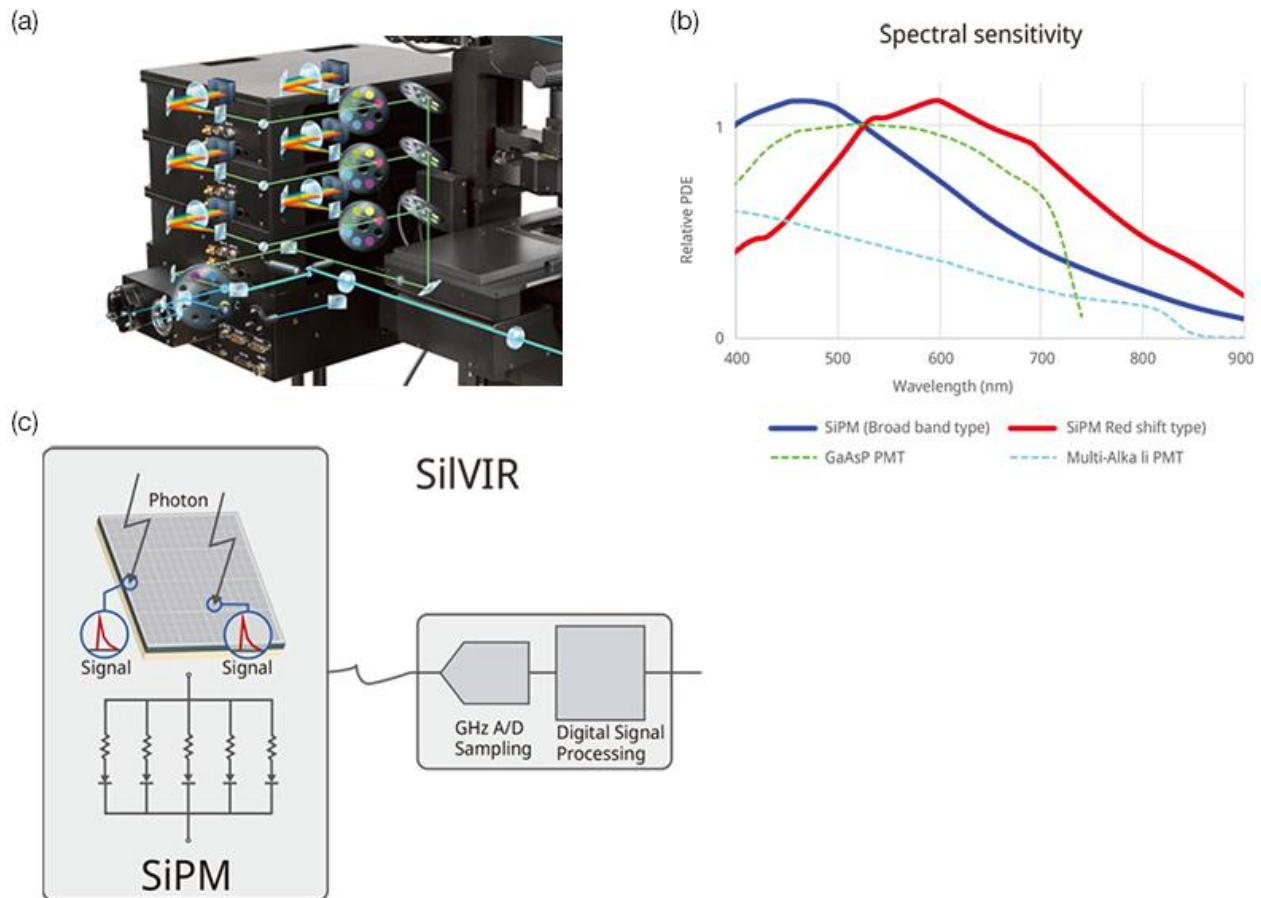 (a)
(b)
Spectral sensitivity
1
0
Relative PDE
400 500 600 700 800 900
Wavelength (nm)
SiPM (Broad band type) SiPM Red shift type)
GaAsP PMT Multi-Alka li PMT
(c)
SilVIR
Photon
Signal Signal
SiPM
GHz A/D
Sampling
Digital Signal
Processing